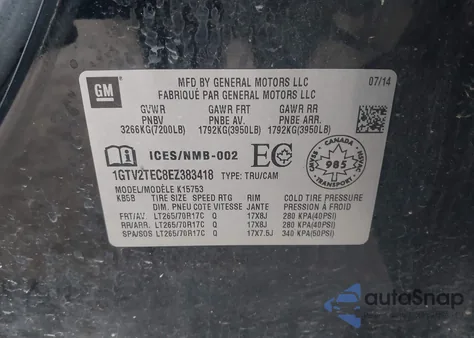 GM
MFD BY GENERAL MOTORS LLC 07/14
FABRIQUÉ PAR GENERAL MOTORS LLC
GVWR GAWR FRT GAWR RR
PNBV PNBE AV. PNBE ARR.
3266KG(7200LB) 1792KG(3950LB) 1792KG(3950LB)
ICES/NMB-002 EC CANADA 985 CMVSS NSVAC
1GTV2TEC8EZ383418 TYPE: TRU/CAM
MODEL/MODÈLE K15753
KB58 TIRE SIZE SPEED RIM COLD TIRE PRESSURE
DIM. PNEU COTE VITESSE JANTE PRESSION À FROID
FRT/AV. LT265/70R17C Q 17X8J 280 KPA(40PSI)
RR/ARR. LT265/70R17C Q 17X8J 280 KPA(40PSI)
SPA/SOS LT265/70R17C Q 17X7.5J 340 KPA(50PSI)
autoSnap